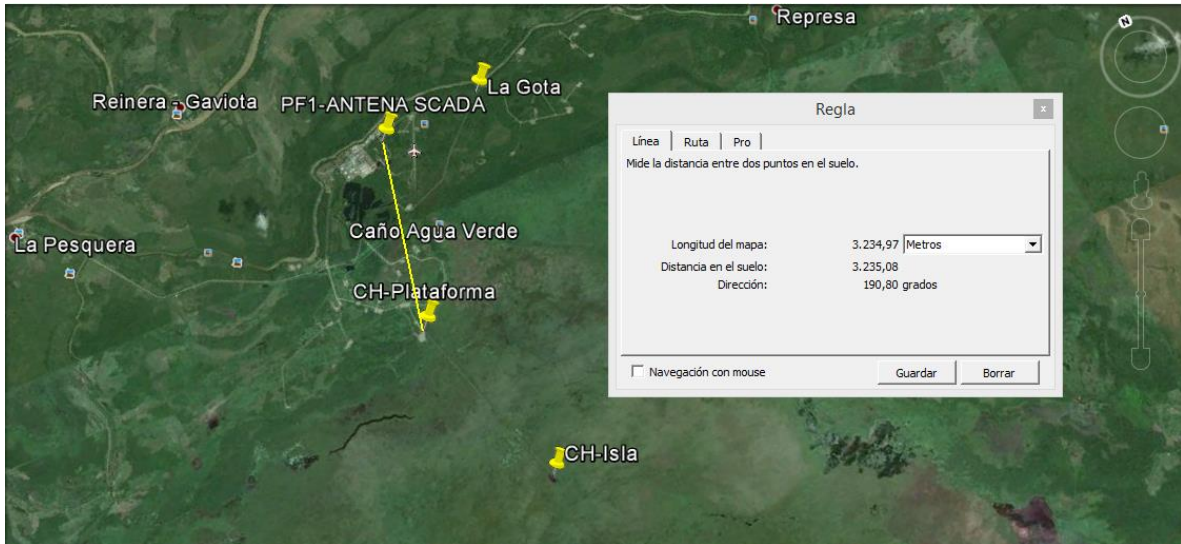 Represa
N
La Gota
Reinera - Gaviota
PF1-ANTENA SCADA
Caño Agua Verde
La Pesquera
CH-Plataforma
CH-Isla
Regla
x
Línea
Ruta
Pro
Mide la distancia entre dos puntos en el suelo.
Longitud del mapa: 3.234,97 Metros
Distancia en el suelo: 3.235,08
Dirección: 190,80 grados
Navegación con mouse
Guardar
Borrar